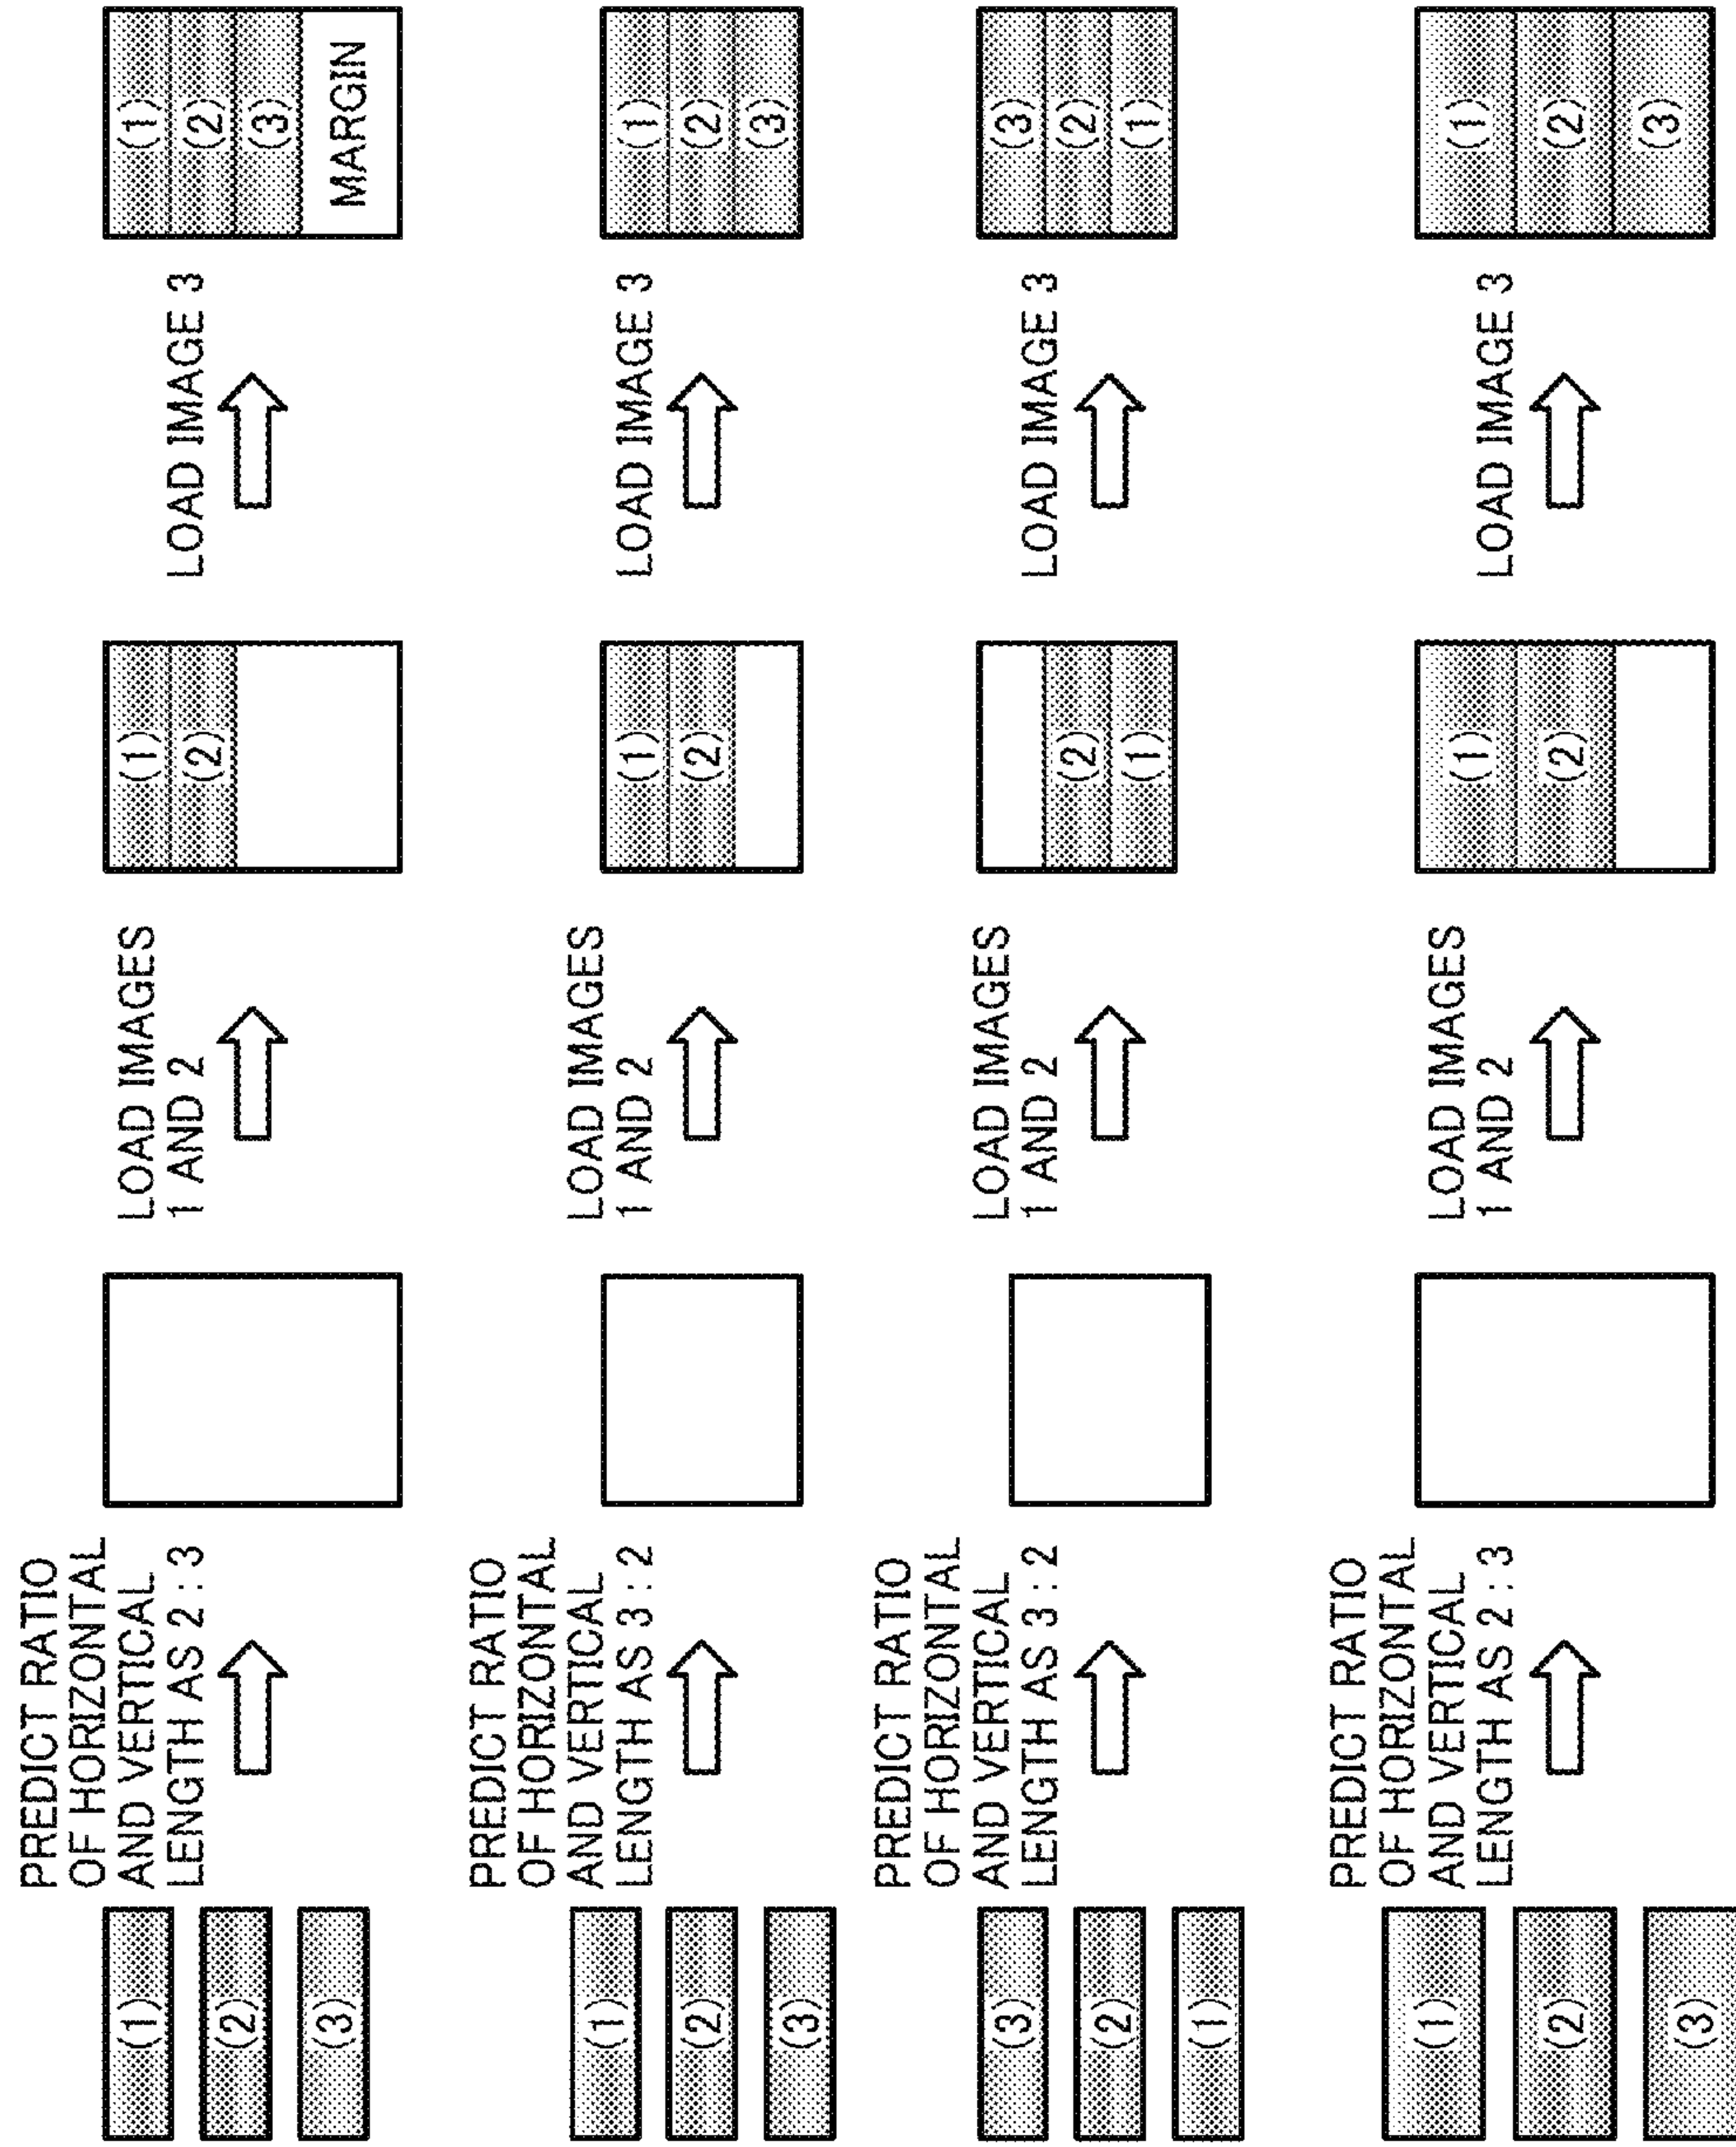 (1)
(2)
(3)
PREDICT RATIO
OF HORIZONTAL
AND VERTICAL
LENGTH AS 2 : 3
LOAD IMAGES
1 AND 2
(1)
(2)
LOAD IMAGE 3
(1)
(2)
(3)
MARGIN
(1)
(2)
(3)
PREDICT RATIO
OF HORIZONTAL
AND VERTICAL
LENGTH AS 3 : 2
LOAD IMAGES
1 AND 2
(1)
(2)
LOAD IMAGE 3
(1)
(2)
(3)
(3)
(2)
(1)
PREDICT RATIO
OF HORIZONTAL
AND VERTICAL
LENGTH AS 3 : 2
LOAD IMAGES
1 AND 2
(2)
(1)
LOAD IMAGE 3
(3)
(2)
(1)
(1)
(2)
(3)
PREDICT RATIO
OF HORIZONTAL
AND VERTICAL
LENGTH AS 2 : 3
LOAD IMAGES
1 AND 2
(1)
(2)
LOAD IMAGE 3
(1)
(2)
(3)